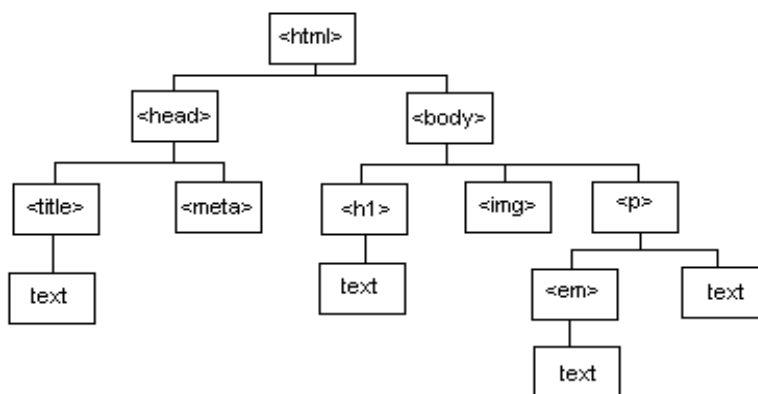 <html>
<head> <body>
<title> <meta> <h1> <img> <p>
text text <em> text
text